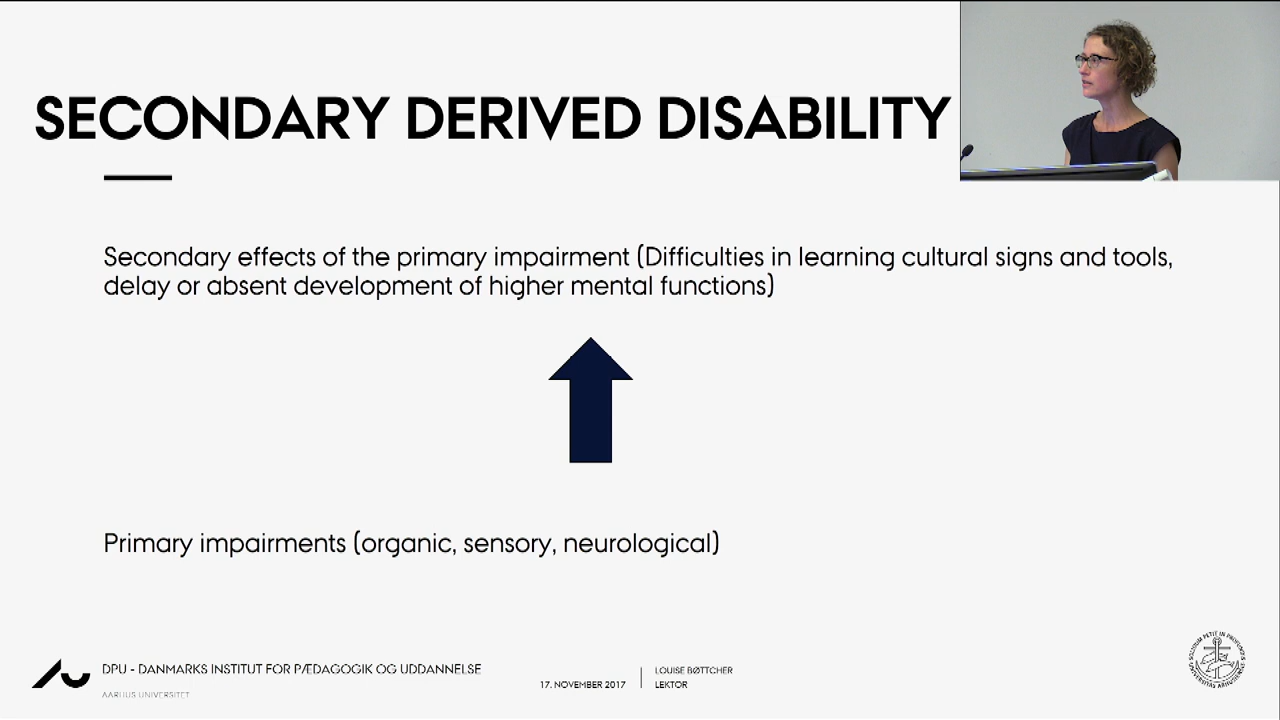 SECONDARY DERIVED DISABILITY
Secondary effects of the primary impairment (Difficulties in learning cultural signs and tools,
delay or absent development of higher mental functions)
Primary impairments (organic, sensory, neurological)
DPU - DANMARKS INSTITUT FOR PÆDAGOGIK OG UDDANNELSE
AARHUS UNIVERSITET
17. NOVEMBER 2017
LOUISE BØTTCHER
LEKTOR